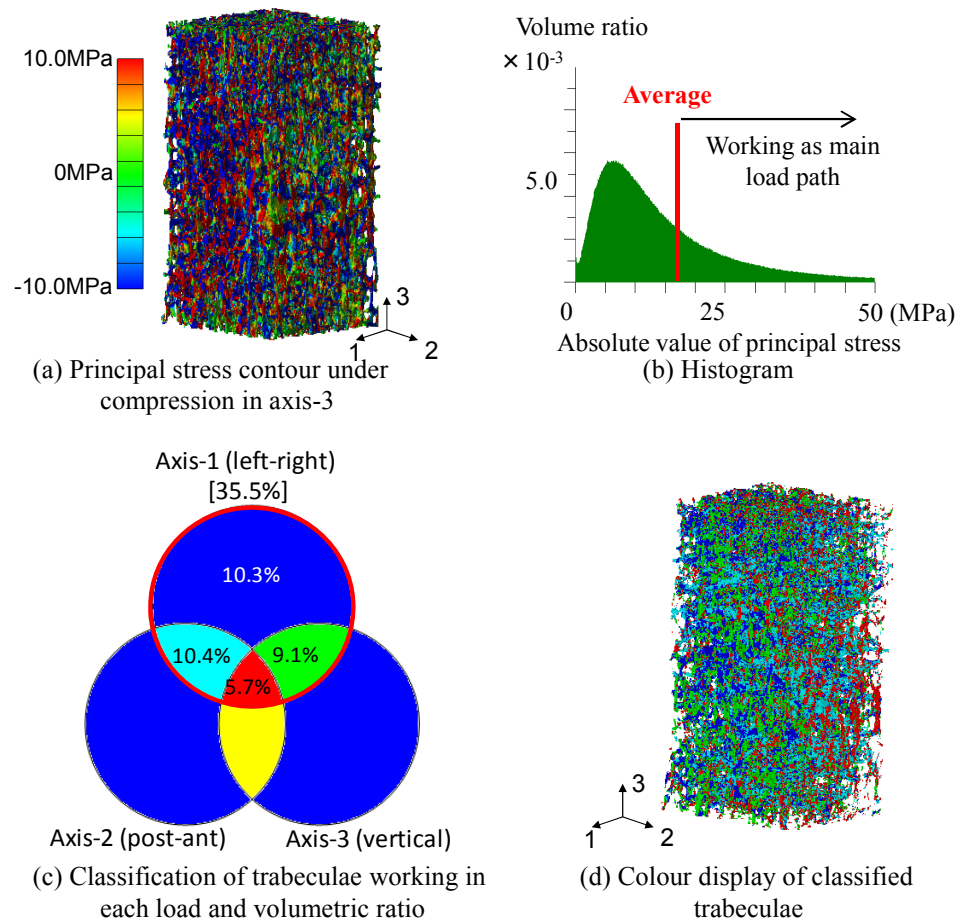 10.0MPa
0MPa
-10.0MPa
3
1
2
(a) Principal stress contour under
compression in axis-3
Volume ratio
× 10-3
Average
Working as main
load path
5.0
0
25
50 (MPa)
Absolute value of principal stress
(b) Histogram
Axis-1 (left-right)
[35.5%]
10.3%
10.4%
9.1%
5.7%
Axis-2 (post-ant)
Axis-3 (vertical)
(c) Classification of trabeculae working in
each load and volumetric ratio
3
1
2
(d) Colour display of classified
trabeculae